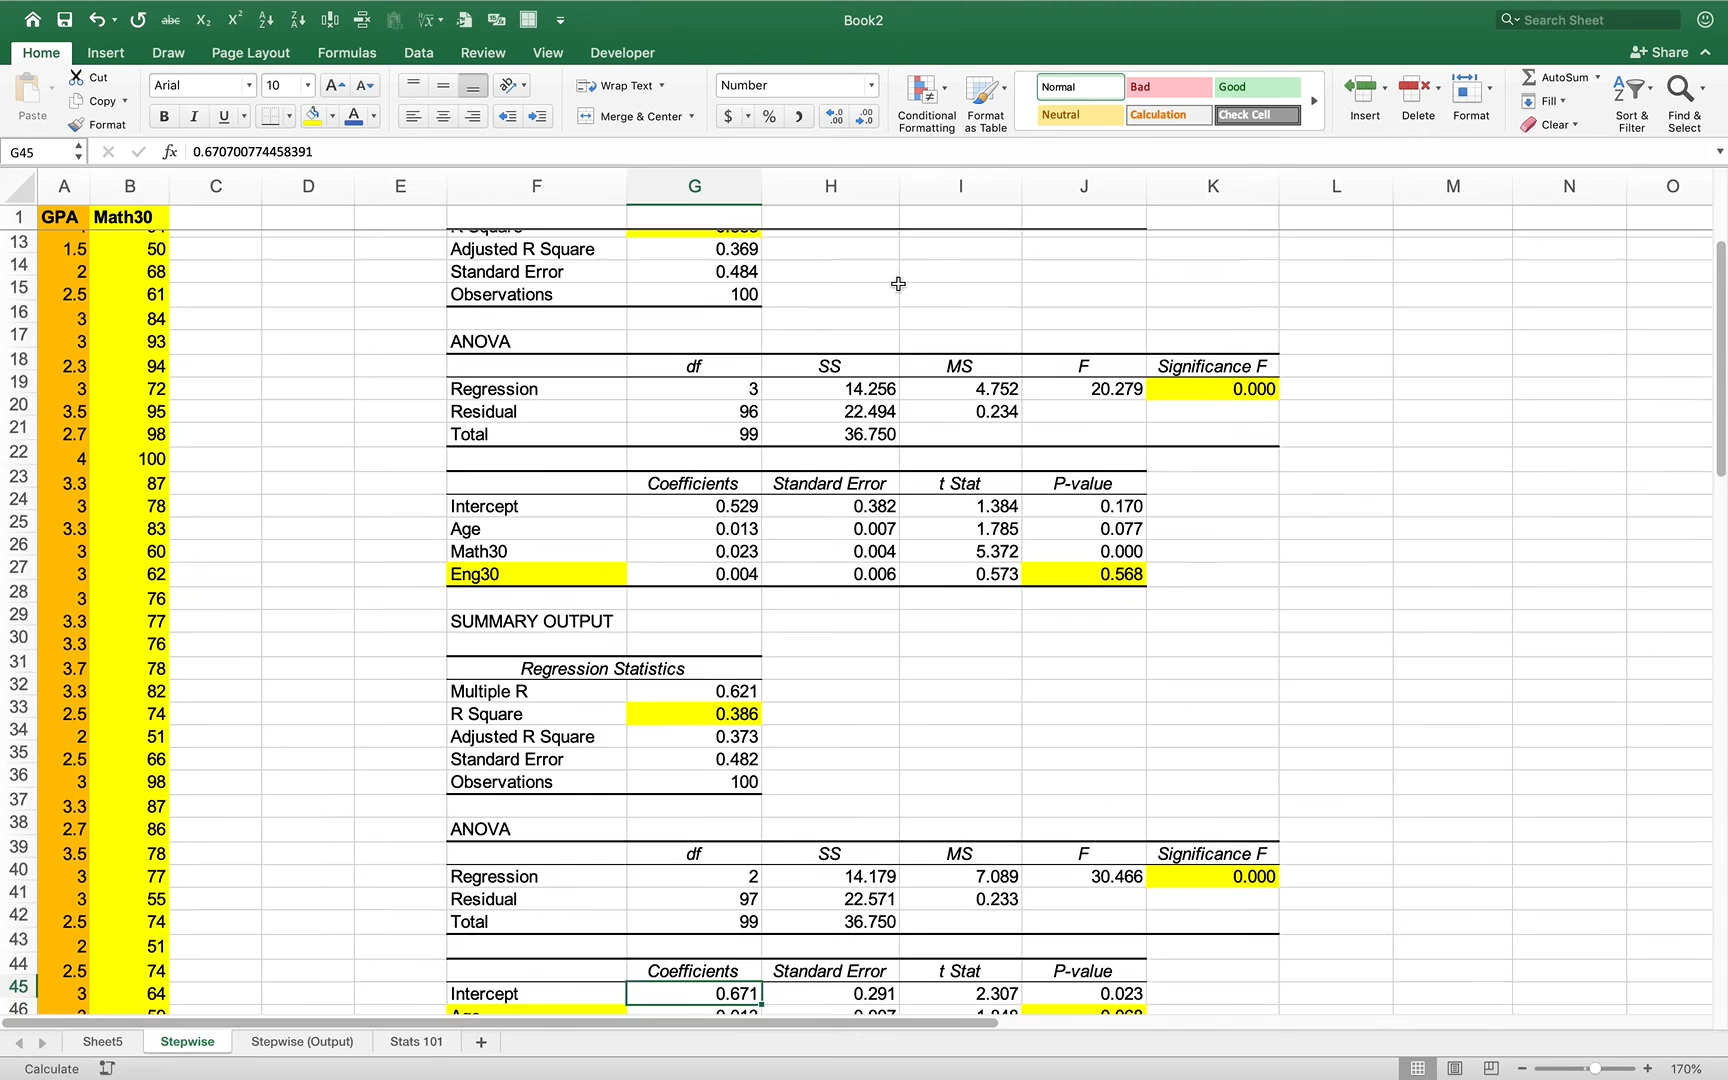 abc X₂ X² Book2 Search Sheet
Home Insert Draw Page Layout Formulas Data Review View Developer Share
Paste Cut Copy Format
Arial 10 A A
B I U A
Wrap Text
Merge & Center
Number
$ % )
Conditional Formatting
Format as Table
Normal Bad Good
Neutral Calculation Check Cell
Insert Delete Format
AutoSum
Fill
Clear
Sort & Filter
Find & Select
G45 fx 0.670700774458391
A B C D E F G H I J K L M N O
1 GPA Math30
13 1.5 50 Adjusted R Square 0.369
14 2 68 Standard Error 0.484
15 2.5 61 Observations 100
16 3 84
17 3 93 ANOVA
18 2.3 94 df SS MS F Significance F
19 3 72 Regression 3 14.256 4.752 20.279 0.000
20 3.5 95 Residual 96 22.494 0.234
21 2.7 98 Total 99 36.750
22 4 100
23 3.3 87 Coefficients Standard Error t Stat P-value
24 3 78 Intercept 0.529 0.382 1.384 0.170
25 3.3 83 Age 0.013 0.007 1.785 0.077
26 3 60 Math30 0.023 0.004 5.372 0.000
27 3 62 Eng30 0.004 0.006 0.573 0.568
28 3 76
29 3.3 77 SUMMARY OUTPUT
30 3.3 76
31 3.7 78 Regression Statistics
32 3.3 82 Multiple R 0.621
33 2.5 74 R Square 0.386
34 2 51 Adjusted R Square 0.373
35 2.5 66 Standard Error 0.482
36 3 98 Observations 100
37 3.3 87
38 2.7 86 ANOVA
39 3.5 78 df SS MS F Significance F
40 3 77 Regression 2 14.179 7.089 30.466 0.000
41 3 55 Residual 97 22.571 0.233
42 2.5 74 Total 99 36.750
43 2 51
44 2.5 74 Coefficients Standard Error t Stat P-value
45 3 64 Intercept 0.671 0.291 2.307 0.023
46
Sheet5 Stepwise Stepwise (Output) Stats 101 +
Calculate 170%